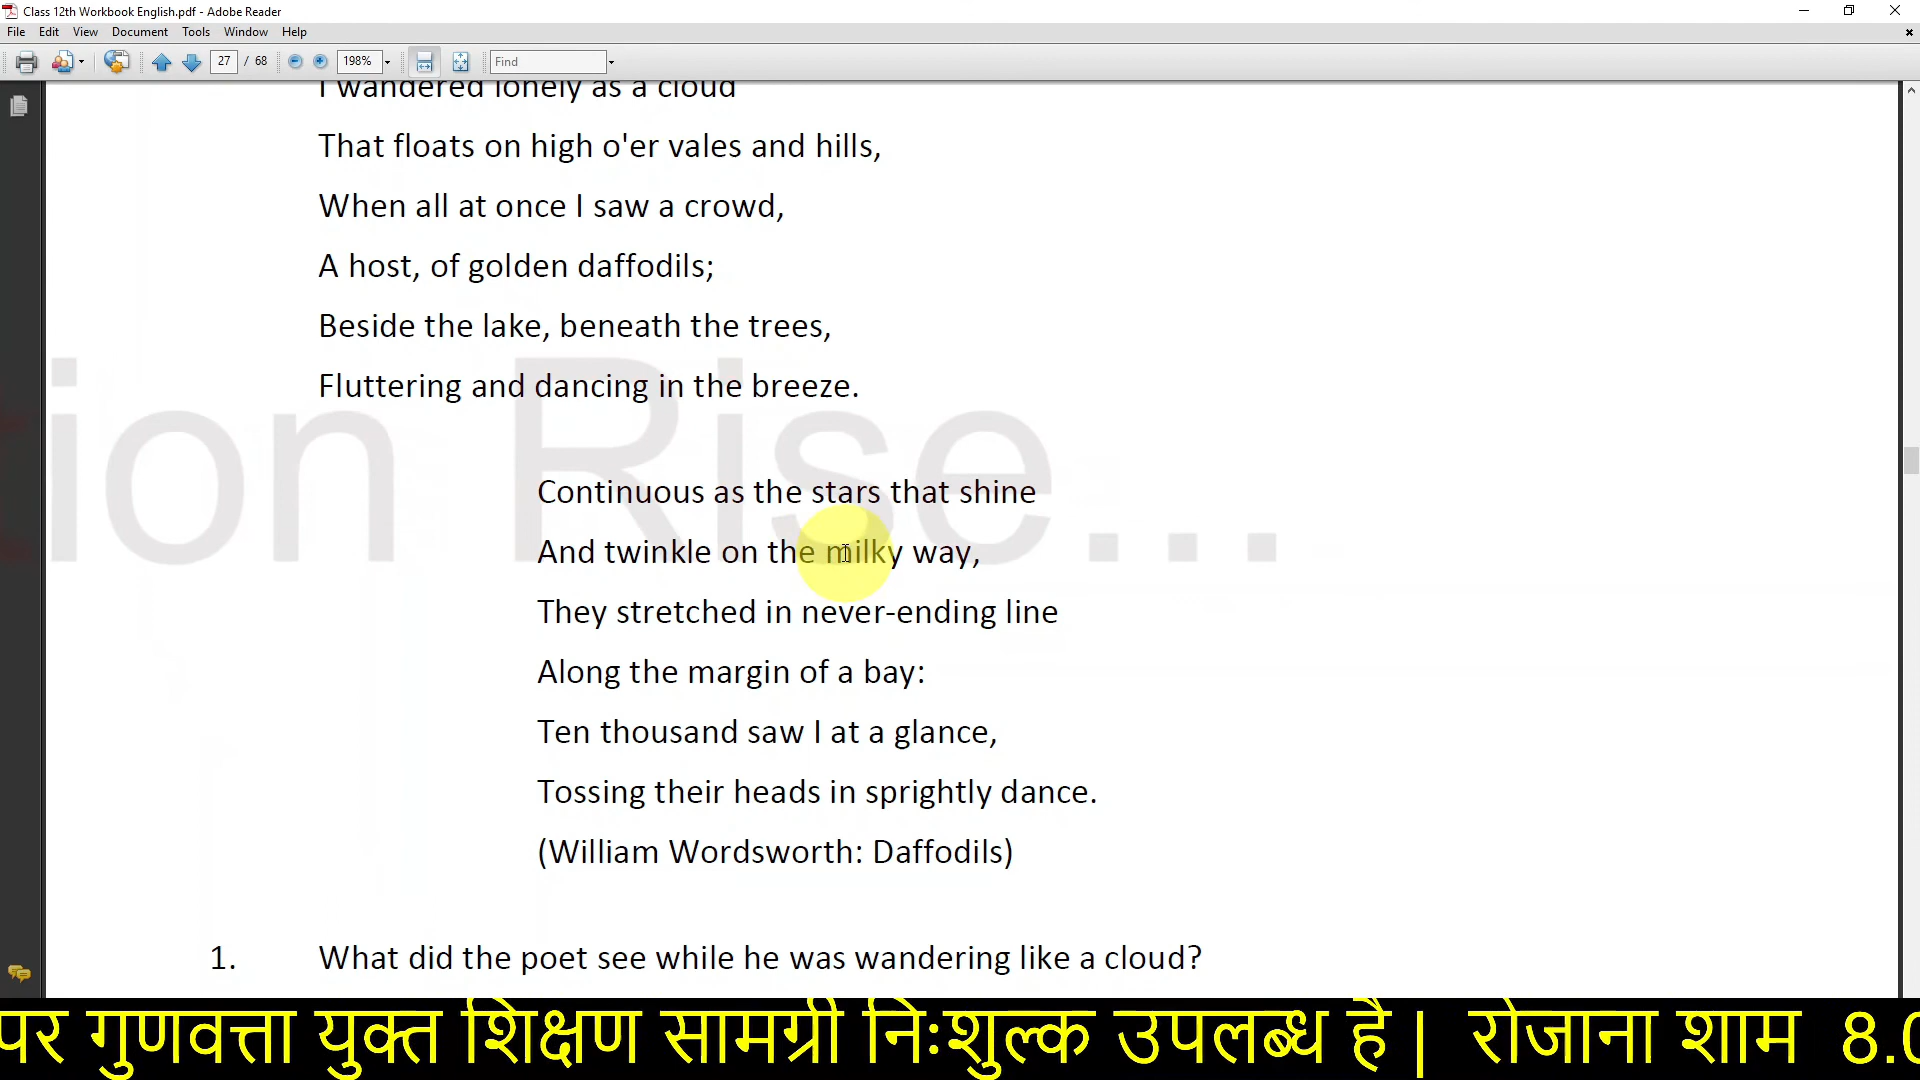 Class 12th Workbook English.pdf - Adobe Reader
File Edit View Document Tools Window Help
27 / 68 198% Find
I wandered lonely as a cloud
That floats on high o'er vales and hills,
When all at once I saw a crowd,
A host, of golden daffodils;
Beside the lake, beneath the trees,
Fluttering and dancing in the breeze.
tion Rise...
Continuous as the stars that shine
And twinkle on the milky way,
They stretched in never-ending line
Along the margin of a bay:
Ten thousand saw I at a glance,
Tossing their heads in sprightly dance.
(William Wordsworth: Daffodils)
1. What did the poet see while he was wandering like a cloud?
पर गुणवत्ता युक्त शिक्षण सामग्री निःशुल्क उपलब्ध है | रोजाना शाम 8.0